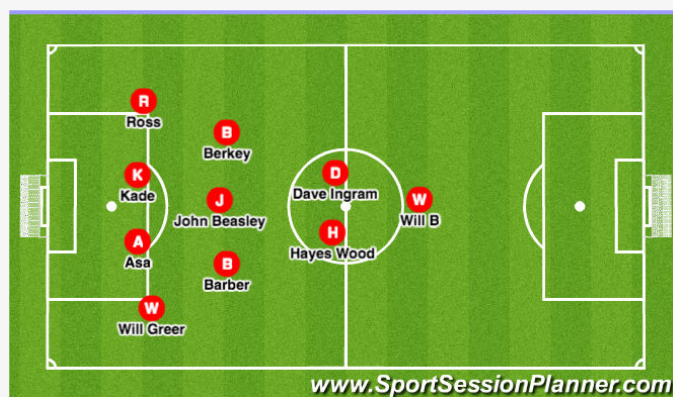 R
Ross
B
Berkey
K
Kade
D
Dave Ingram
J
John Beasley
W
Will B
A
Asa
H
Hayes Wood
B
Barber
W
Will Greer
www.SportSessionPlanner.com